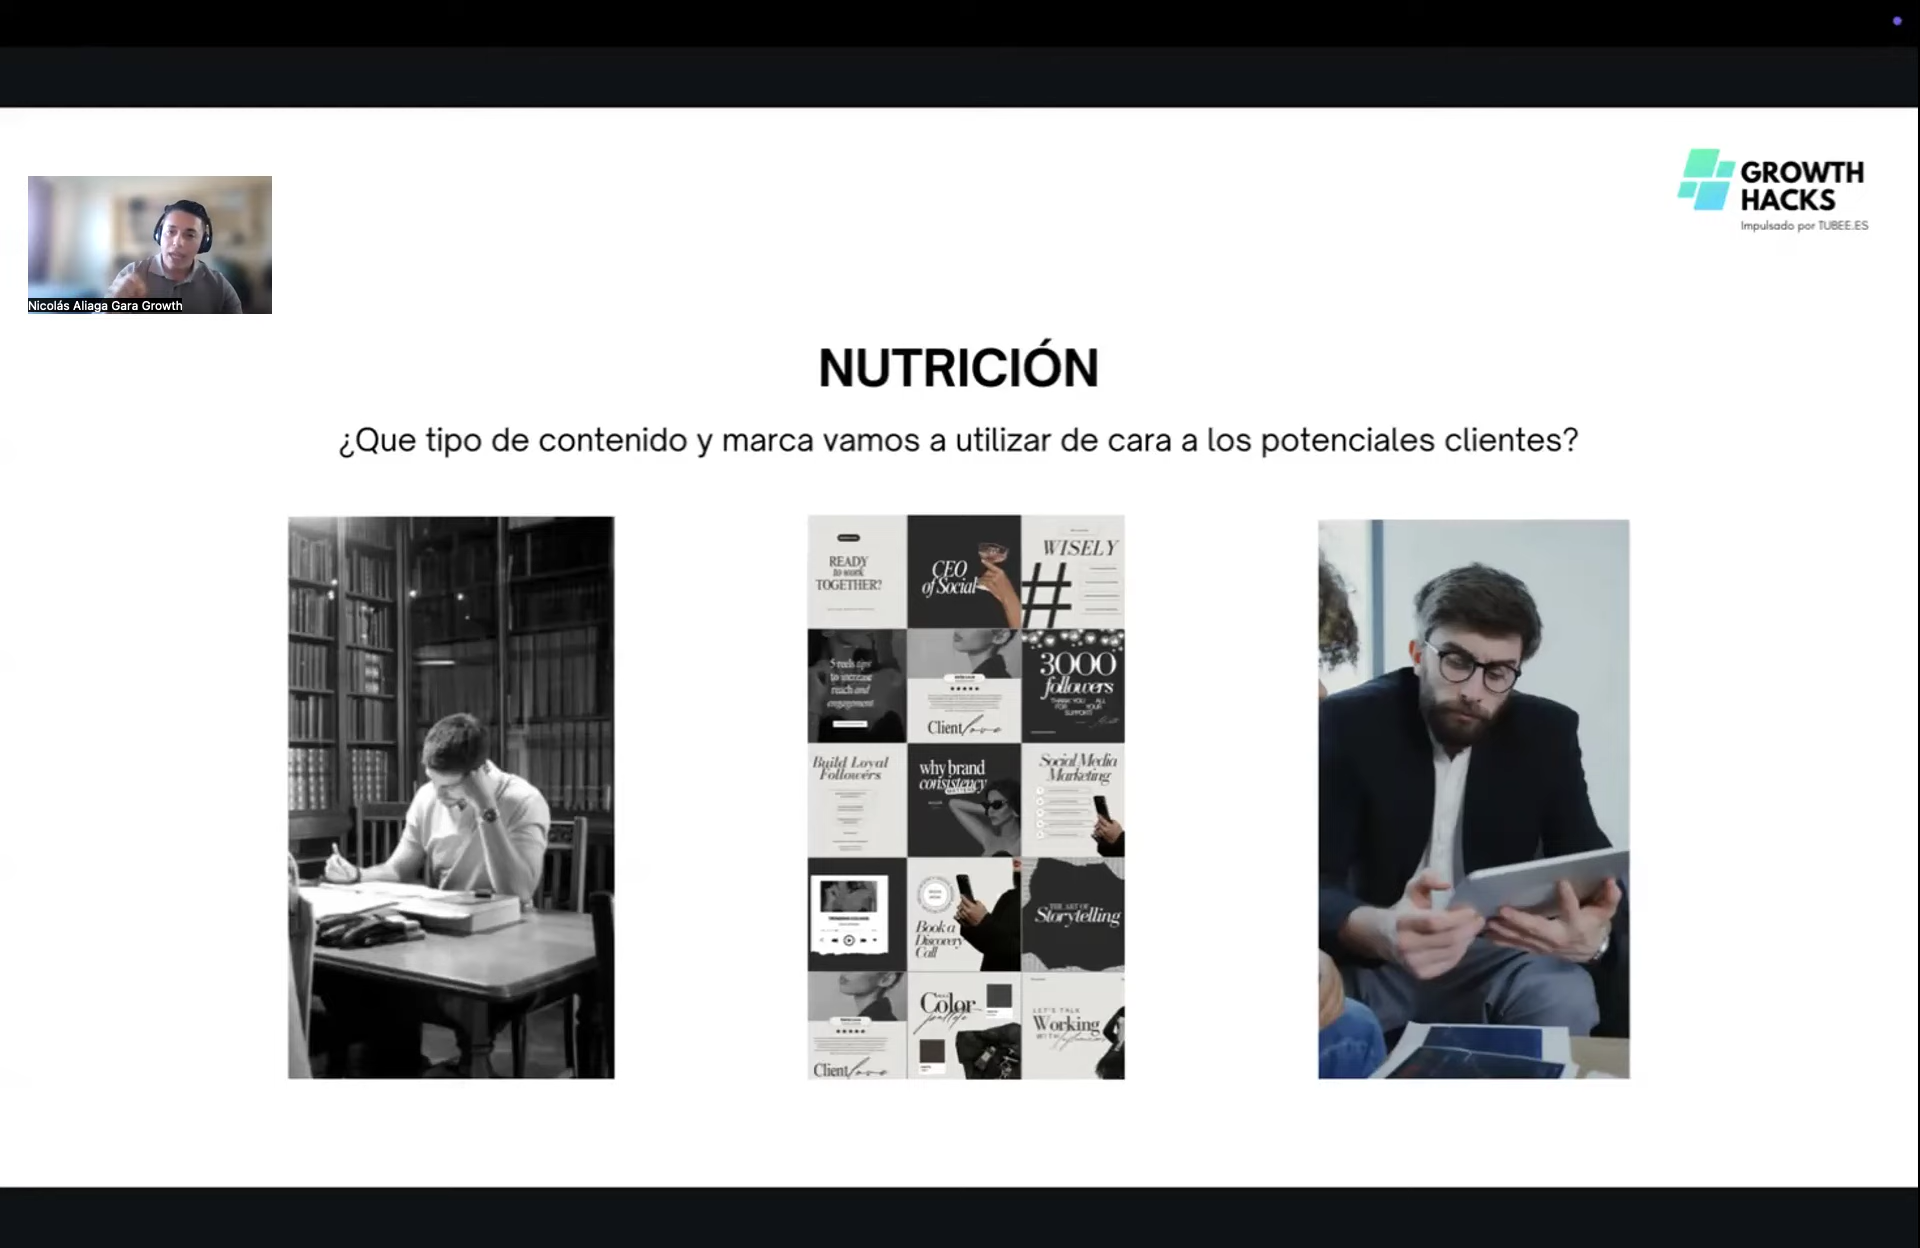 GROWTH
HACKS
Impulsado por TUBEE.ES
Nicolás Aliaga Gara Growth
NUTRICIÓN
¿Que tipo de contenido y marca vamos a utilizar de cara a los potenciales clientes?
READY
to work
TOGETHER?
CEO
of Social
WISELY
#
5 reels tips
to increase
reach and
engagement
Client love
3000
followers
THANK YOU ALL
FOR YOUR
SUPPORT!
Build Loyal
Followers
why brand
consistency
Social Media
Marketing
Book a
Discovery
Call
THE ART OF
Storytelling
Client love
Color
palette
LET'S TALK
Working
WITH